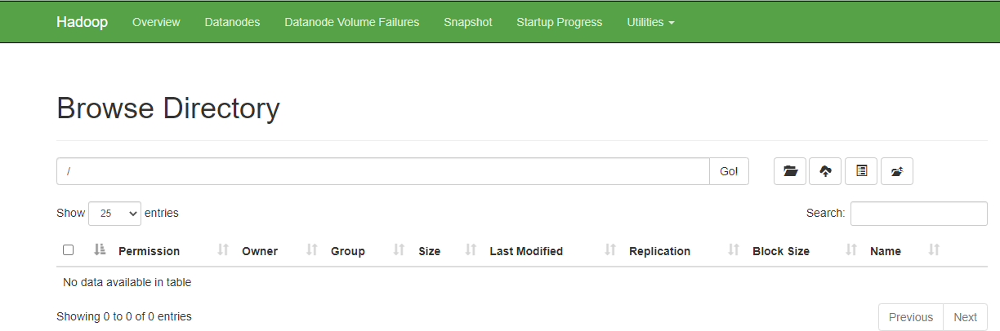 Hadoop Overview Datanodes Datanode Volume Failures Snapshot Startup Progress Utilities
Browse Directory
/ Go!
Show 25 entries Search:
Permission Owner Group Size Last Modified Replication Block Size Name
No data available in table
Showing 0 to 0 of 0 entries Previous Next